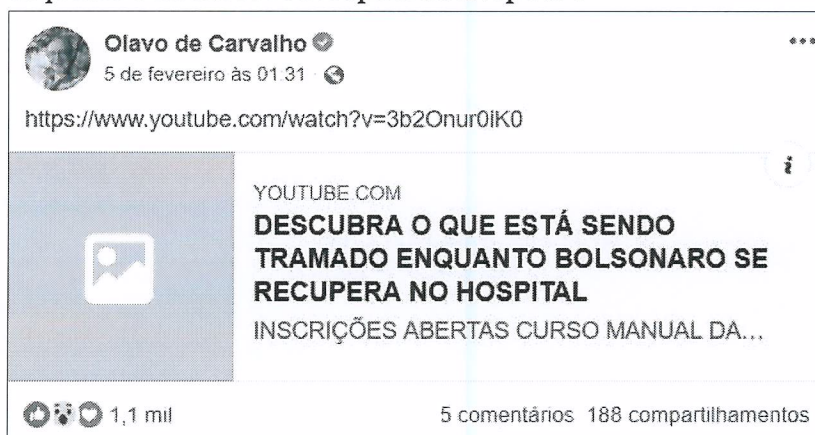 Olavo de Carvalho
5 de fevereiro às 01:31
https://www.youtube.com/watch?v=3b2Onur0iK0
YOUTUBE.COM
DESCUBRA O QUE ESTÁ SENDO
TRAMADO ENQUANTO BOLSONARO SE
RECUPERA NO HOSPITAL
INSCRIÇÕES ABERTAS CURSO MANUAL DA...
1,1 mil
5 comentários 188 compartilhamentos